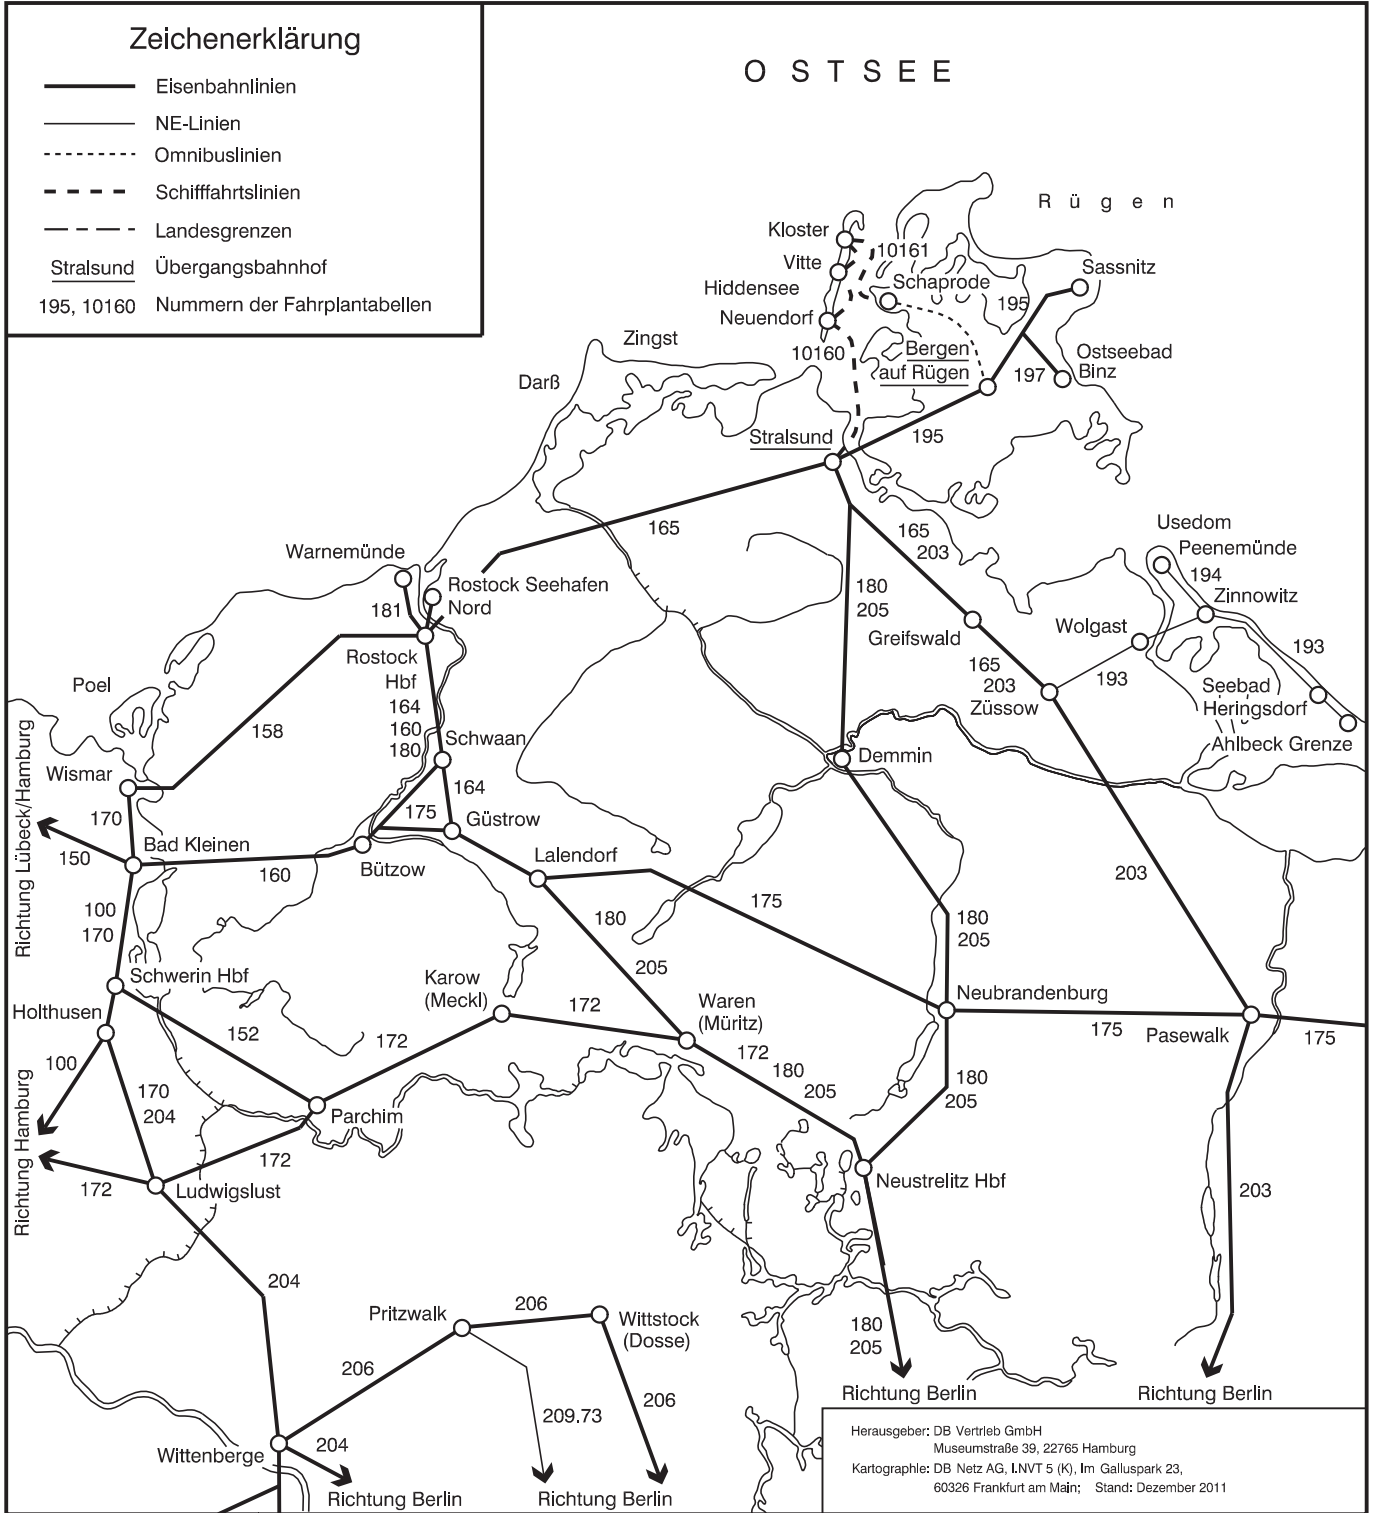 Zeichenerklärung
Eisenbahnlinien
NE-Linien
Omnibuslinien
Schifffahrtslinien
Landesgrenzen
Stralsund Übergangsbahnhof
195, 10160 Nummern der Fahrplantabellen
OSTSEE
Rügen
Kloster
10161
Vitte
Schaprode
Sassnitz
Hiddensee
195
Neuendorf
Zingst
10160
Bergen
auf Rügen
Ostseebad
Binz
197
Darß
Stralsund
195
165
165
203
Usedom
Peenemünde
194
Zinnowitz
Warnemünde
Rostock Seehafen
Nord
181
180
205
Greifswald
Wolgast
193
165
203
193
Züssow
Seebad
Heringsdorf
Ahlbeck Grenze
Rostock
Hbf
164
160
180
Poel
158
Schwaan
Demmin
Wismar
164
170
175
Güstrow
Richtung Lübeck/Hamburg
Bad Kleinen
150
160
Bützow
Lalendorf
175
203
100
170
180
180
205
205
Schwerin Hbf
Karow
(Meckl)
Waren
(Müritz)
Neubrandenburg
Holthusen
172
152
172
172
180
205
175
Pasewalk
175
100
170
204
180
205
Parchim
Richtung Hamburg
172
172
Ludwigslust
Neustrelitz Hbf
203
204
Pritzwalk
206
Wittstock
(Dosse)
180
205
206
206
209.73
Richtung Berlin
Richtung Berlin
Wittenberge
204
Richtung Berlin
Richtung Berlin
Herausgeber: DB Vertrieb GmbH
Museumstraße 39, 22765 Hamburg
Kartographie: DB Netz AG, I.NVT 5 (K), Im Galluspark 23,
60326 Frankfurt am Main; Stand: Dezember 2011